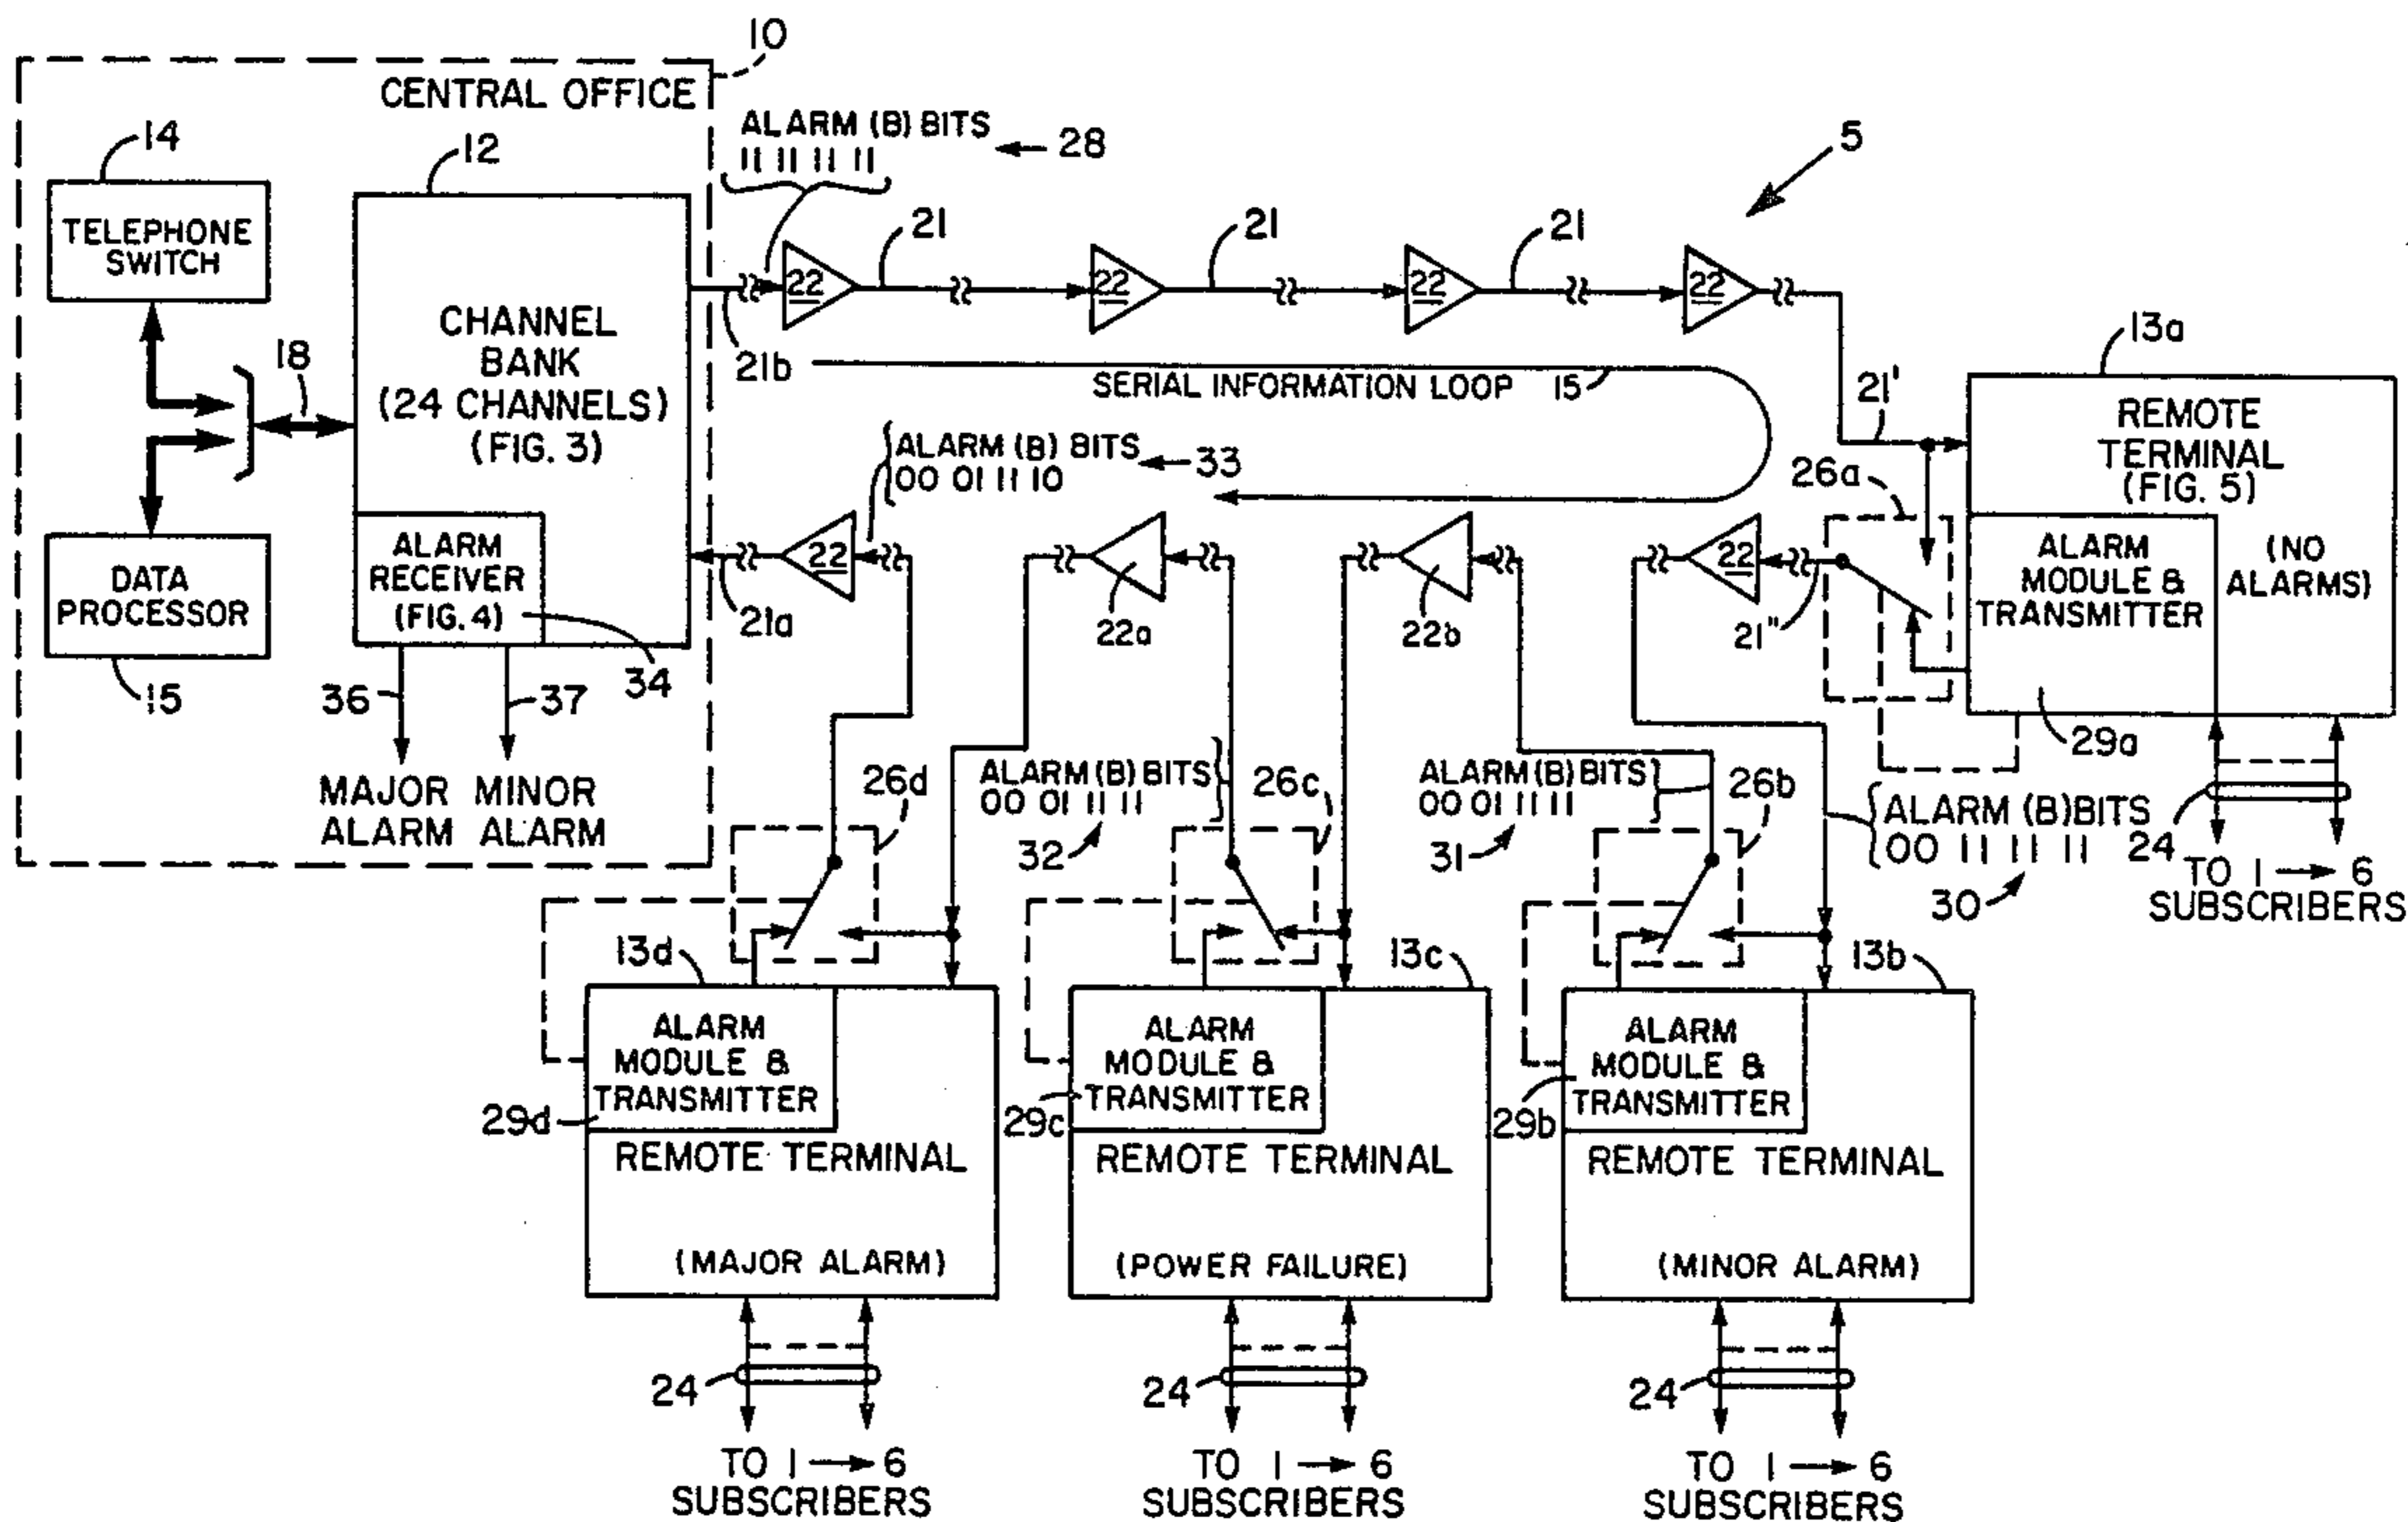 10
CENTRAL OFFICE
14
12
TELEPHONE
SWITCH
CHANNEL
BANK
(24 CHANNELS)
(FIG. 3)
18
DATA
PROCESSOR
15
ALARM
RECEIVER
(FIG. 4)
34
36
37
MAJOR
ALARM
MINOR
ALARM
ALARM (B) BITS
11 11 11 11
28
5
22
21
22
21
22
21
22
21b
SERIAL INFORMATION LOOP 15
13a
21'
REMOTE
TERMINAL
(FIG. 5)
26a
ALARM
MODULE &
TRANSMITTER
(NO
ALARMS)
29a
ALARM (B) BITS
00 01 11 10
33
21a
22
22a
22b
22
21"
24
TO 1 → 6
SUBSCRIBERS
26d
ALARM (B) BITS
00 01 11 11
32
26c
ALARM (B) BITS
00 01 11 11
31
26b
ALARM (B) BITS
00 11 11 11
30
13d
13c
13b
ALARM
MODULE &
TRANSMITTER
29d
REMOTE TERMINAL
(MAJOR ALARM)
ALARM
MODULE &
TRANSMITTER
29c
REMOTE TERMINAL
(POWER FAILURE)
ALARM
MODULE &
TRANSMITTER
29b
REMOTE TERMINAL
(MINOR ALARM)
24
TO 1 → 6
SUBSCRIBERS
24
TO 1 → 6
SUBSCRIBERS
24
TO 1 → 6
SUBSCRIBERS